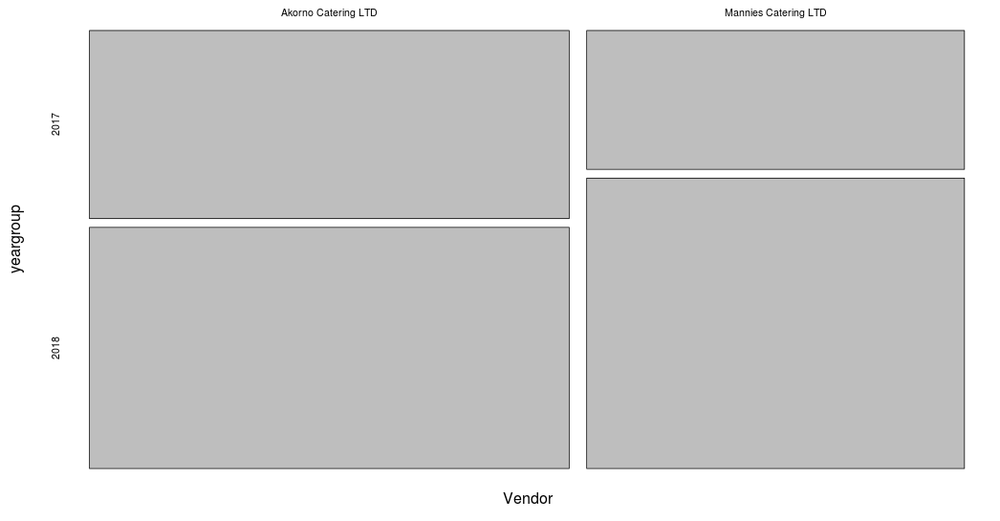 Akorno Catering LTD
Mannies Catering LTD
2017
yeargroup
2018
Vendor